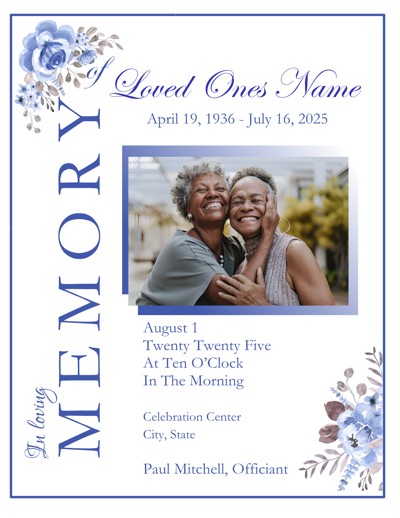 In loving
MEMORY
of Loved Ones Name
April 19, 1936 - July 16, 2025
August 1
Twenty Twenty Five
At Ten O’Clock
In The Morning
Celebration Center
City, State
Paul Mitchell, Officiant